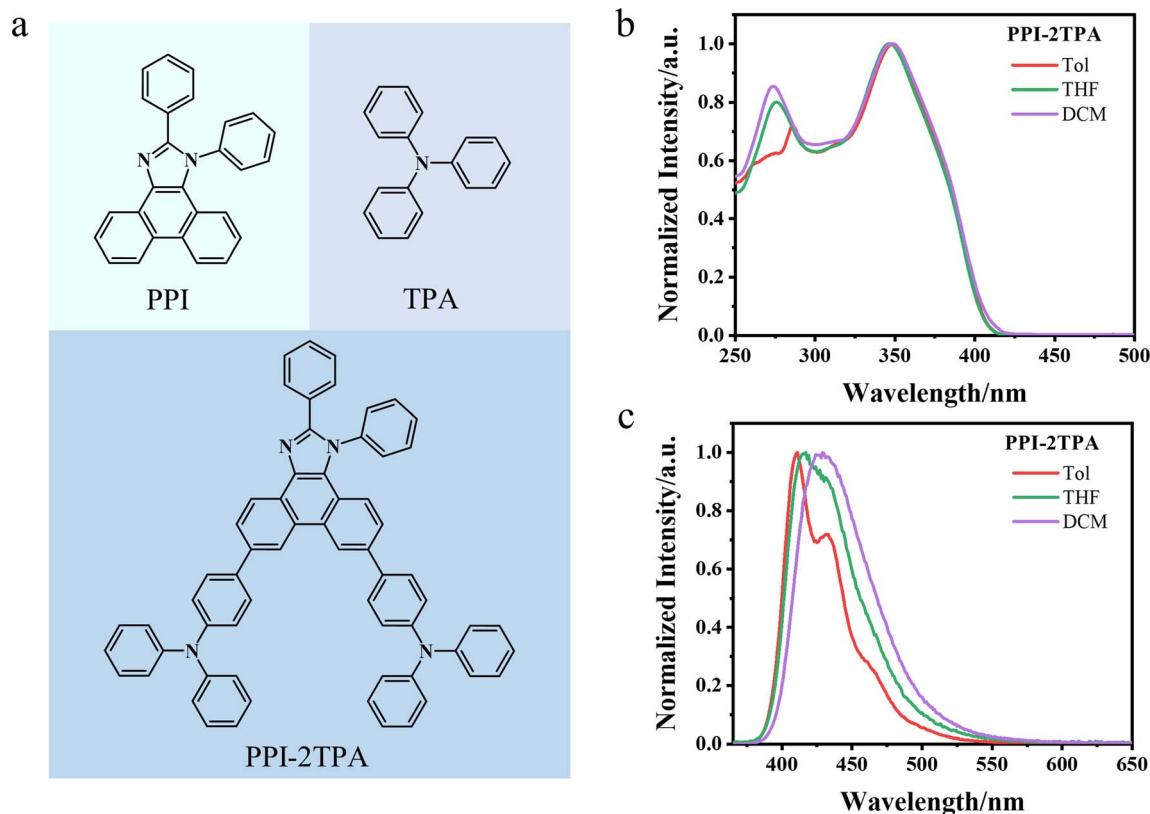 a
N
N
PPI
N
TPA
N
N
N
N
PPI-2TPA
b
PPI-2TPA
Tol
THF
DCM
Normalized Intensity/a.u.
1.0
0.8
0.6
0.4
0.2
0.0
250 300 350 400 450 500
Wavelength/nm
c
PPI-2TPA
Tol
THF
DCM
Normalized Intensity/a.u.
1.0
0.8
0.6
0.4
0.2
0.0
400 450 500 550 600 650
Wavelength/nm